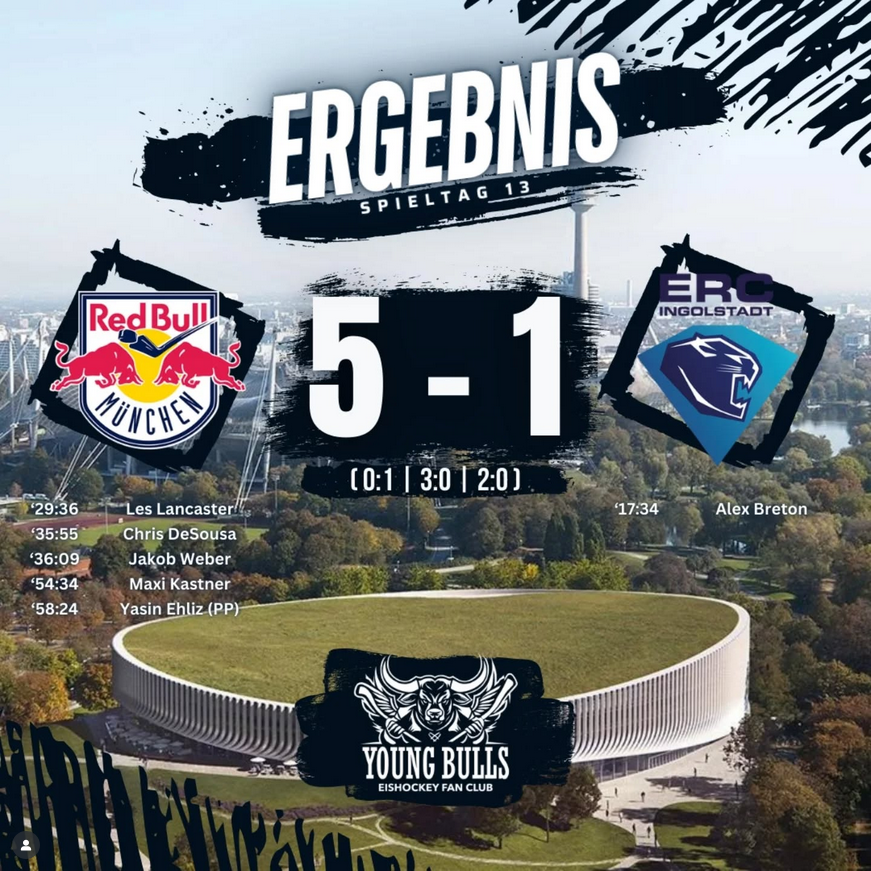 ERGEBNIS
SPIELTAG 13
Red Bull
MÜNCHEN
5 - 1
ERC
INGOLSTADT
( 0:1 | 3:0 | 2:0 )
‘29:36 Les Lancaster
‘35:55 Chris DeSousa
‘36:09 Jakob Weber
‘54:34 Maxi Kastner
‘58:24 Yasin Ehliz (PP)
‘17:34 Alex Breton
YOUNG BULLS
EISHOCKEY FAN CLUB